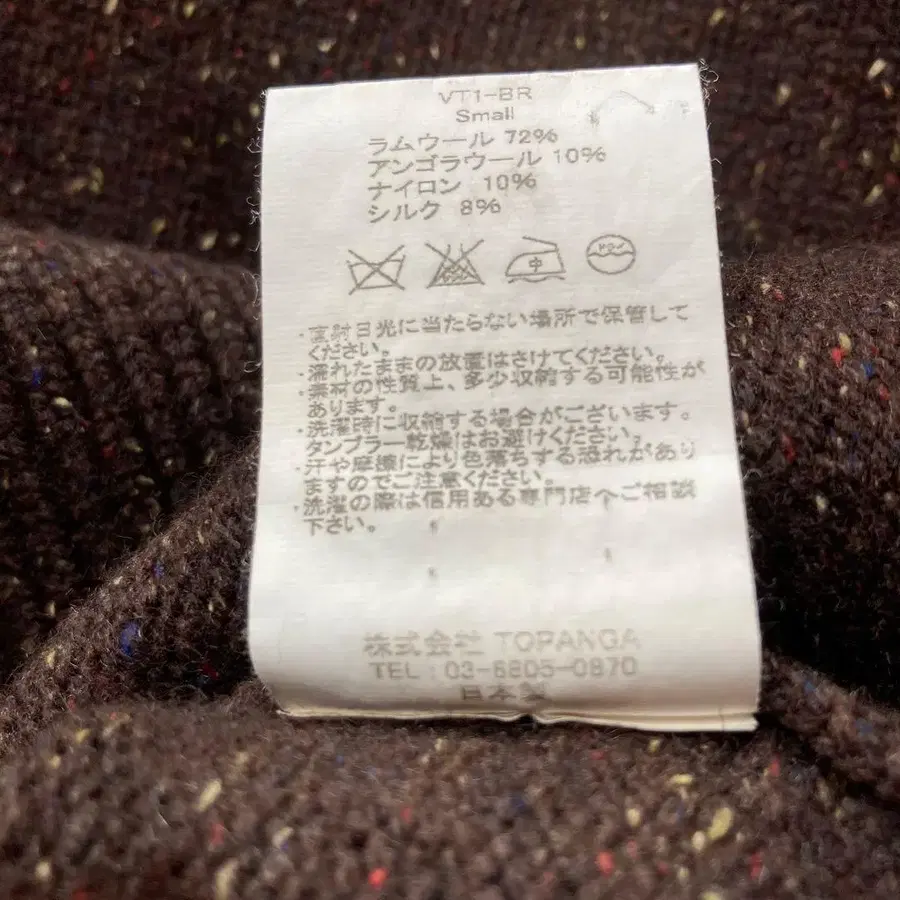 VT1-BR
Small
ラムウール 72%
アンゴラウール 10%
ナイロン 10%
シルク 8%
中
・直射日光に当たらない場所で保管して
ください。
・濡れたままの放置はさけてください。
・素材の性質上、多少収縮する可能性が
あります。
・洗濯時に収縮する場合がございます。
タンブラー乾燥はお避けください。
・汗や摩擦により色落ちする恐れがあり
ますのでご注意ください。
・洗濯の際は信用ある専門店へご相談
下さい。
株式会社 TOPANGA
TEL:03-6805-0870
日本製